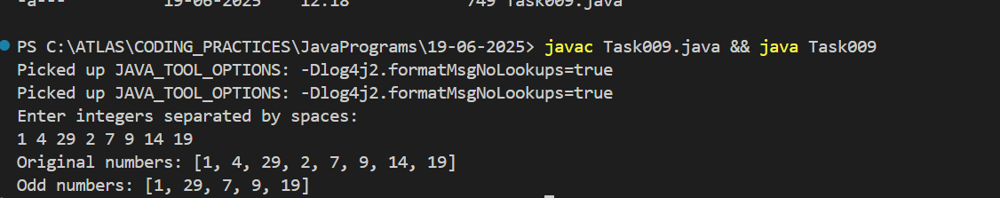 -a---          19-06-2025    12.18            749 Task009.java
PS C:\ATLAS\CODING_PRACTICES\JavaPrograms\19-06-2025> javac Task009.java && java Task009
Picked up JAVA_TOOL_OPTIONS: -Dlog4j2.formatMsgNoLookups=true
Picked up JAVA_TOOL_OPTIONS: -Dlog4j2.formatMsgNoLookups=true
Enter integers separated by spaces:
1 4 29 2 7 9 14 19
Original numbers: [1, 4, 29, 2, 7, 9, 14, 19]
Odd numbers: [1, 29, 7, 9, 19]